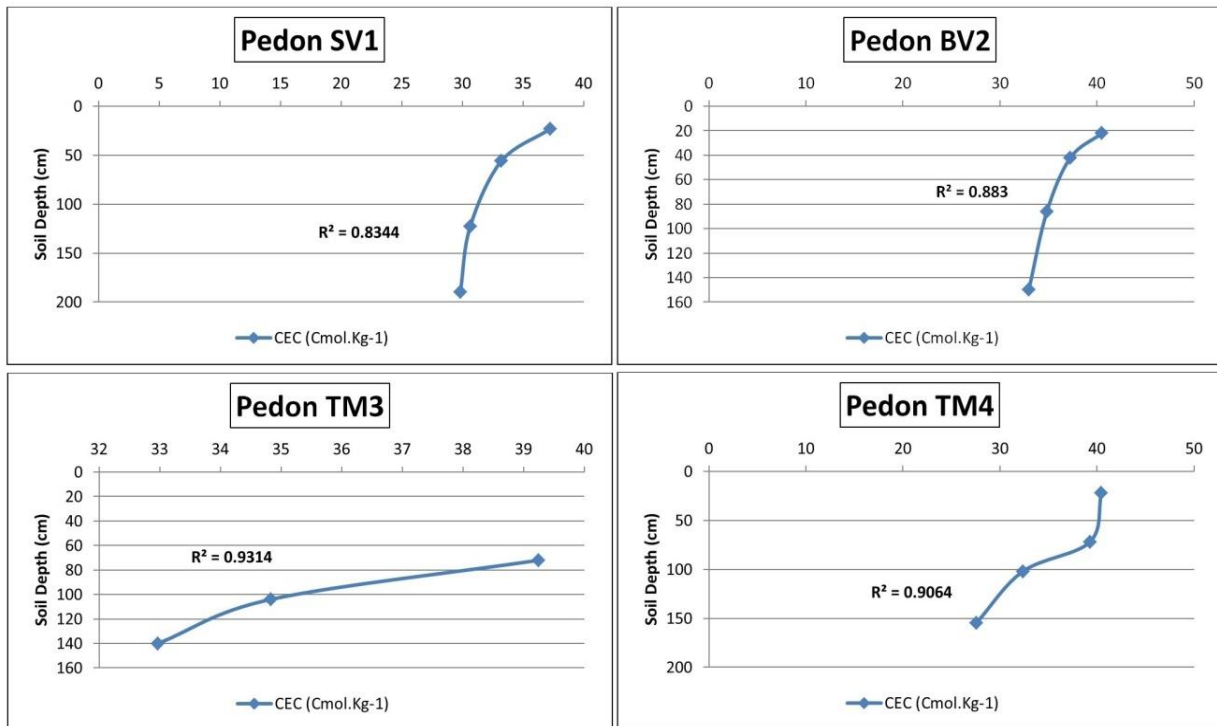 Pedon SV1
0 5 10 15 20 25 30 35 40
0
50
100
150
200
Soil Depth (cm)
R² = 0.8344
CEC (Cmol.Kg-1)
Pedon BV2
0 10 20 30 40 50
0
20
40
60
80
100
120
140
160
Soil Depth (cm)
R² = 0.883
CEC (Cmol.Kg-1)
Pedon TM3
32 33 34 35 36 37 38 39 40
0
20
40
60
80
100
120
140
160
Soil Depth (cm)
R² = 0.9314
CEC (Cmol.Kg-1)
Pedon TM4
0 10 20 30 40 50
0
50
100
150
200
Soil Depth (cm)
R² = 0.9064
CEC (Cmol.Kg-1)